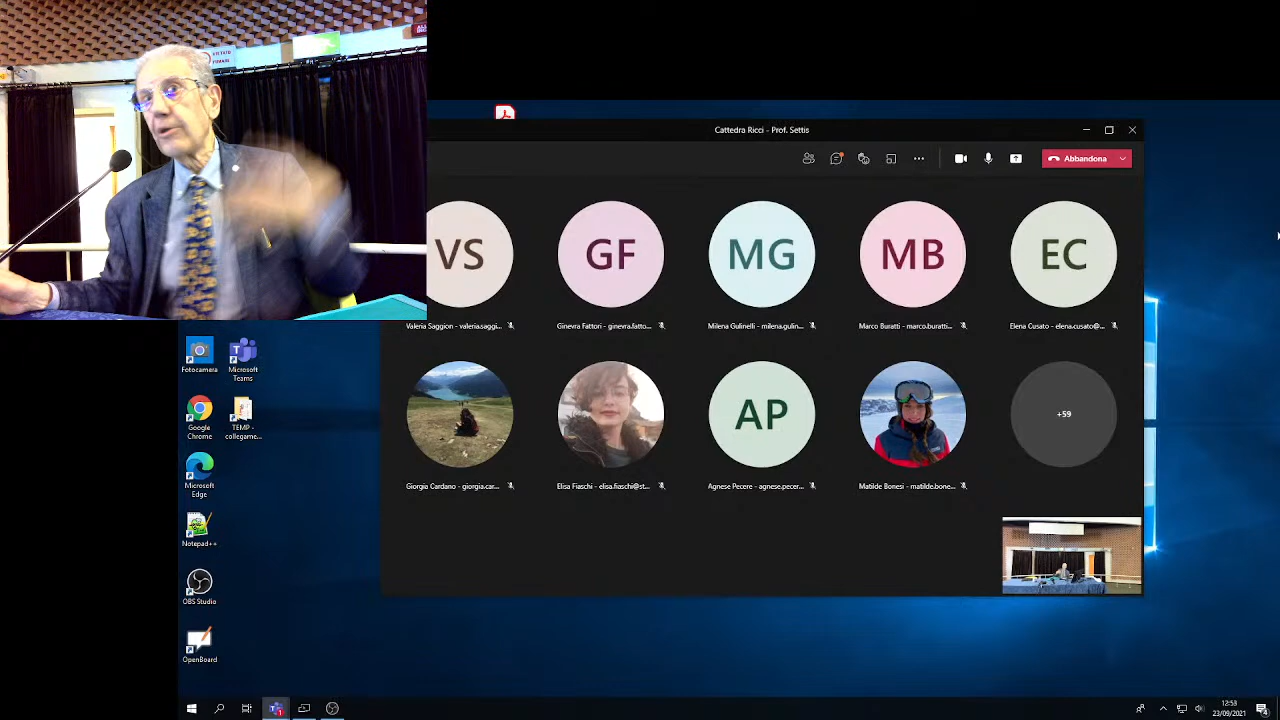 VIETATO
FUMARE
Cattedra Ricci - Prof. Settis
Abbandona
VS
GF
MG
MB
EC
Valeria Saggion - valeria.saggi...
Ginevra Fattori - ginevra.fatto...
Milena Gulinelli - milena.gulin...
Marco Buratti - marco.buratti...
Elena Cusato - elena.cusato@...
Fotocamera
Microsoft
Teams
AP
+59
Google
Chrome
TEMP -
collegame...
Giorgia Cardano - giorgia.car...
Elisa Fiaschi - elisa.fiaschi@st...
Agnese Pecere - agnese.pecer...
Matilde Bonesi - matilde.bone...
Microsoft
Edge
Notepad++
OBS Studio
OpenBoard
12:53
23/09/2021